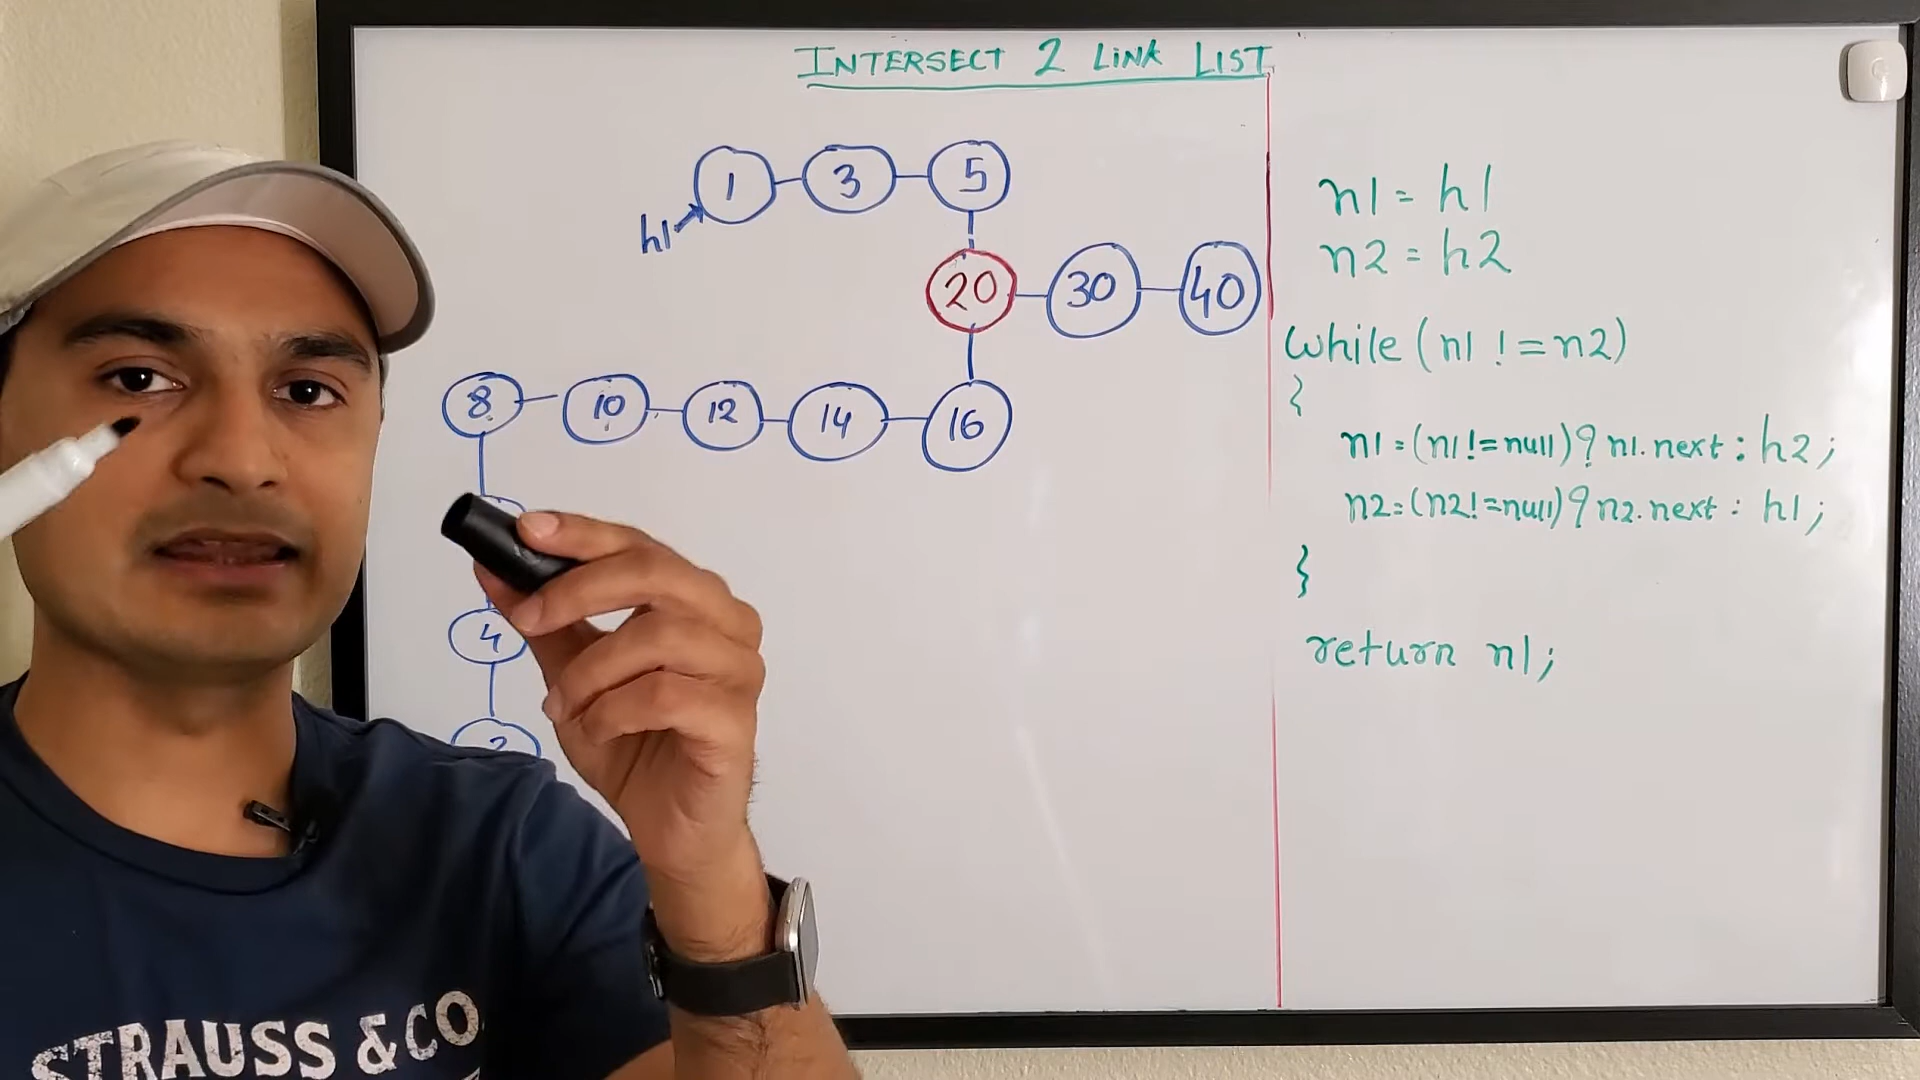 INTERSECT 2 LINK LIST
1 3 5
h1
20 30 40
8 10 12 14 16
4
2
n1 = h1
n2 = h2
while (n1 != n2)
{
n1 = (n1 != null) ? n1.next : h2;
n2 = (n2 != null) ? n2.next : h1;
}
return n1;
STRAUSS & CO